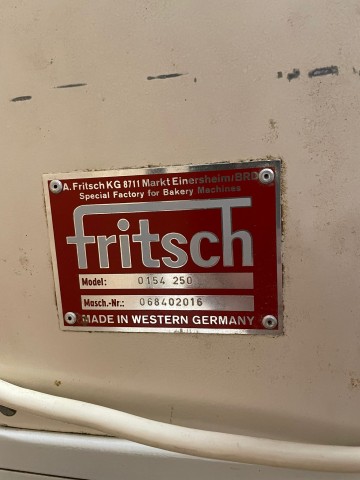 A. Fritsch KG 8711 Markt Einersheim/BRD
Special Factory for Bakery Machines
fritsch
Model: 0154 250
Masch.-Nr.: 068402016
MADE IN WESTERN GERMANY